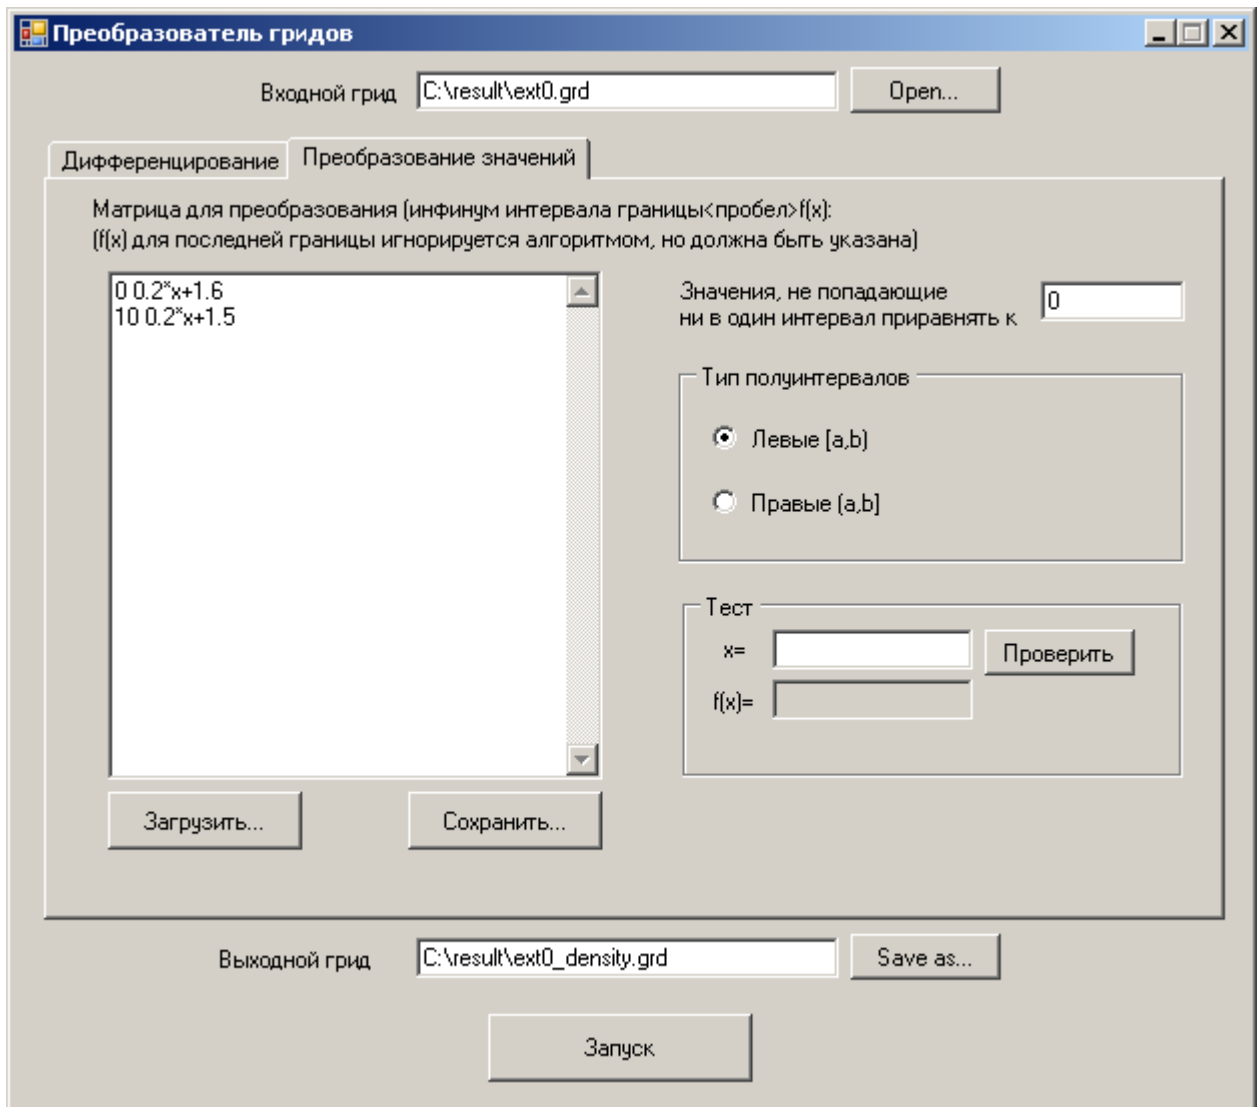 Преобразователь гридов
Входной грид C:\result\ext0.grd Open...
Дифференцирование Преобразование значений
Матрица для преобразования (инфинум интервала границы<пробел>f(x):
(f(x) для последней границы игнорируется алгоритмом, но должна быть указана)
0 0.2*x+1.6
10 0.2*x+1.5
Значения, не попадающие
ни в один интервал приравнять к 0
Тип полуинтервалов
Левые [a,b)
Правые (a,b]
Тест
x= Проверить
f(x)=
Загрузить... Сохранить...
Выходной грид C:\result\ext0_density.grd Save as...
Запуск